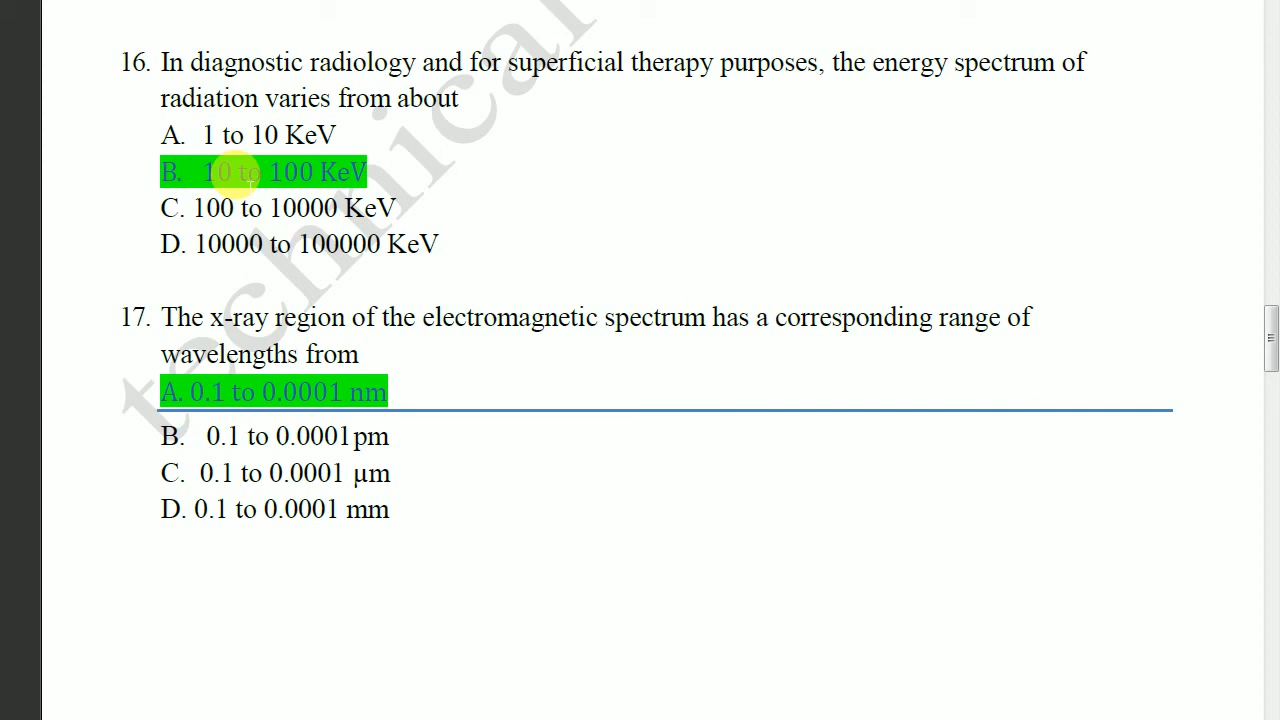 16. In diagnostic radiology and for superficial therapy purposes, the energy spectrum of
radiation varies from about
A. 1 to 10 KeV
B. 10 to 100 KeV
C. 100 to 10000 KeV
D. 10000 to 100000 KeV
17. The x-ray region of the electromagnetic spectrum has a corresponding range of
wavelengths from
A. 0.1 to 0.0001 nm
B. 0.1 to 0.0001pm
C. 0.1 to 0.0001 µm
D. 0.1 to 0.0001 mm
technical